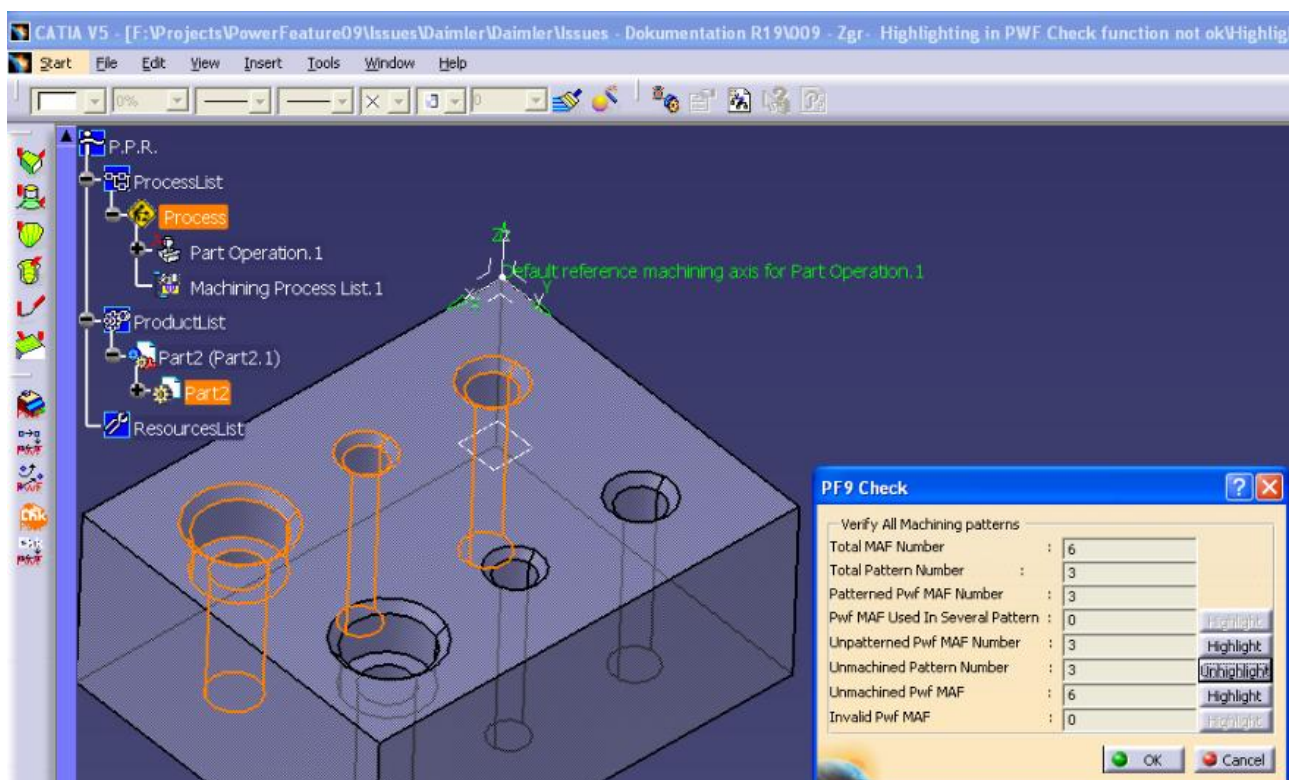 CATIA V5 - [F:\Projects\PowerFeature09\Issues\Daimler\Daimler\Issues - Dokumentation R19\009 - Zgr- Highlighting in PWF Check function not ok\Highlig
Start File Edit View Insert Tools Window Help
0% 0
P.P.R.
ProcessList
Process
Part Operation.1
Machining Process List.1
ProductList
Part2 (Part2.1)
Part2
ResourcesList
Z
Default reference machining axis for Part Operation.1
X Y
PF9 Check
Verify All Machining patterns
Total MAF Number : 6
Total Pattern Number : 3
Patterned Pwf MAF Number : 3
Pwf MAF Used In Several Pattern : 0 Highlight
Unpatterned Pwf MAF Number : 3 Highlight
Unmachined Pattern Number : 3 Unhighlight
Unmachined Pwf MAF : 6 Highlight
Invalid Pwf MAF : 0 Highlight
OK Cancel